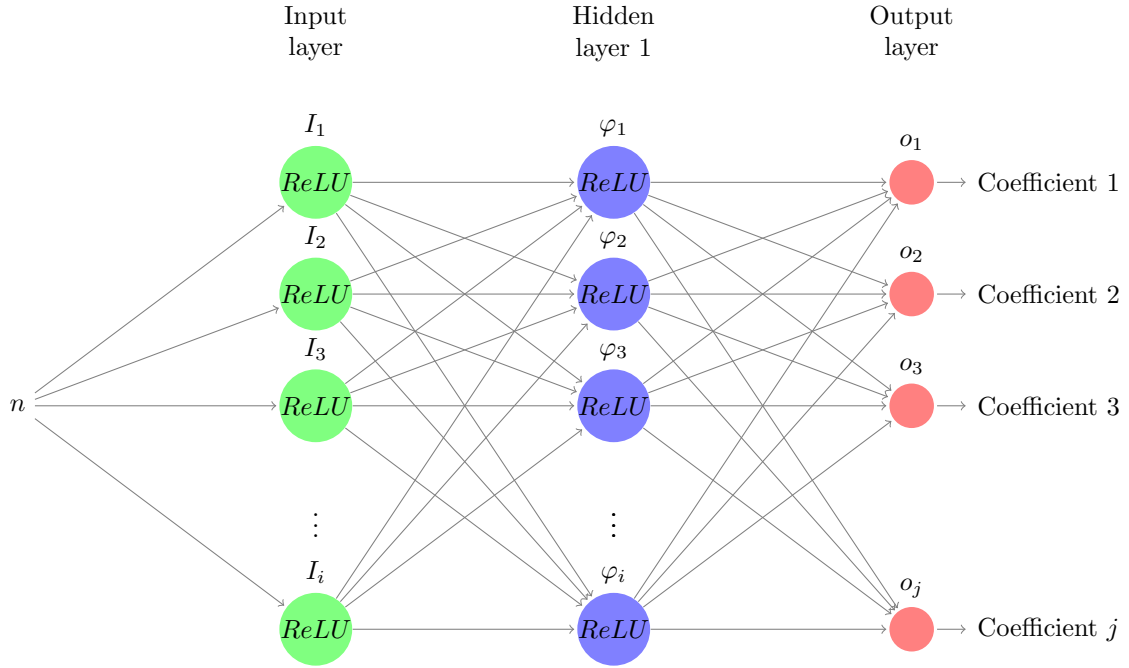 Input
layer
Hidden
layer 1
Output
layer
I₁
φ₁
o₁
ReLU
ReLU
Coefficient 1
I₂
φ₂
o₂
ReLU
ReLU
Coefficient 2
I₃
φ₃
o₃
n
ReLU
ReLU
Coefficient 3
⋮
⋮
Iᵢ
φᵢ
oⱼ
ReLU
ReLU
Coefficient j